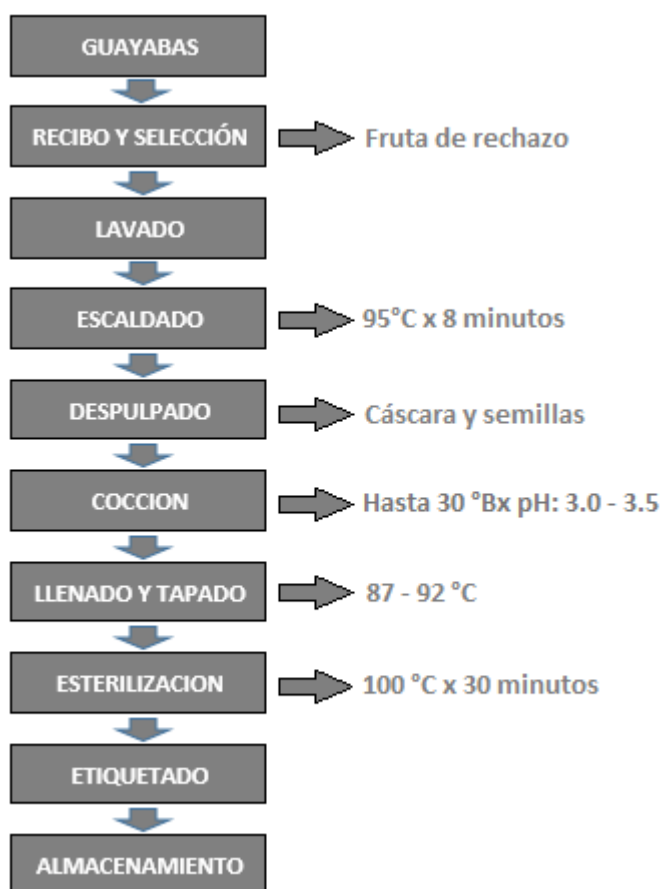 GUAYABAS
RECIBO Y SELECCIÓN
Fruta de rechazo
LAVADO
ESCALDADO
95°C x 8 minutos
DESPULPADO
Cáscara y semillas
COCCION
Hasta 30 °Bx pH: 3.0 - 3.5
LLENADO Y TAPADO
87 - 92 °C
ESTERILIZACION
100 °C x 30 minutos
ETIQUETADO
ALMACENAMIENTO